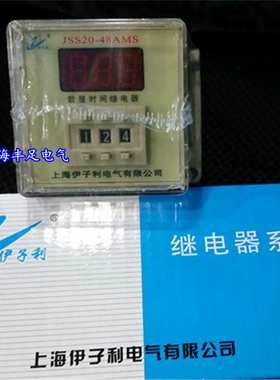 JSS20-48AMS
数显时间继电器
1 2 4
海丰足电气
上海伊子利电气有限公司
伊子利
®
继电器系
上海伊子利电气有限公司